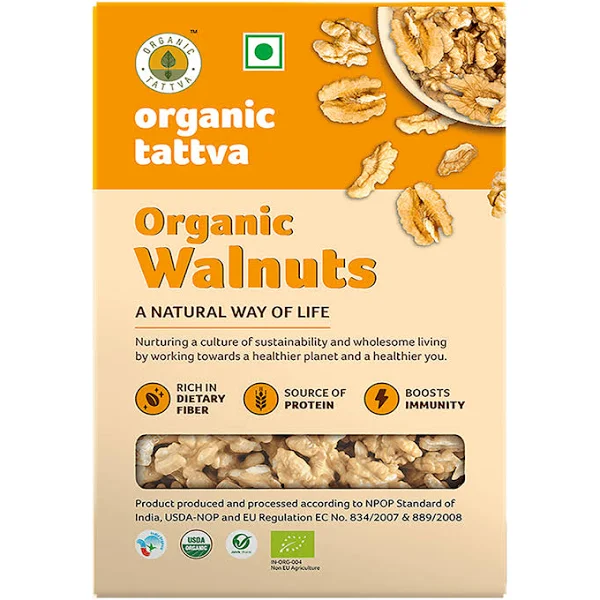 ORGANIC TATTVA
TM
organic
tattva
Organic
Walnuts
A NATURAL WAY OF LIFE
Nurturing a culture of sustainability and wholesome living
by working towards a healthier planet and a healthier you.
RICH IN
DIETARY
FIBER
SOURCE OF
PROTEIN
BOOSTS
IMMUNITY
Product produced and processed according to NPOP Standard of
India, USDA-NOP and EU Regulation EC No. 834/2007 & 889/2008
USDA
ORGANIC
IN-ORG-004
Non EU Agriculture